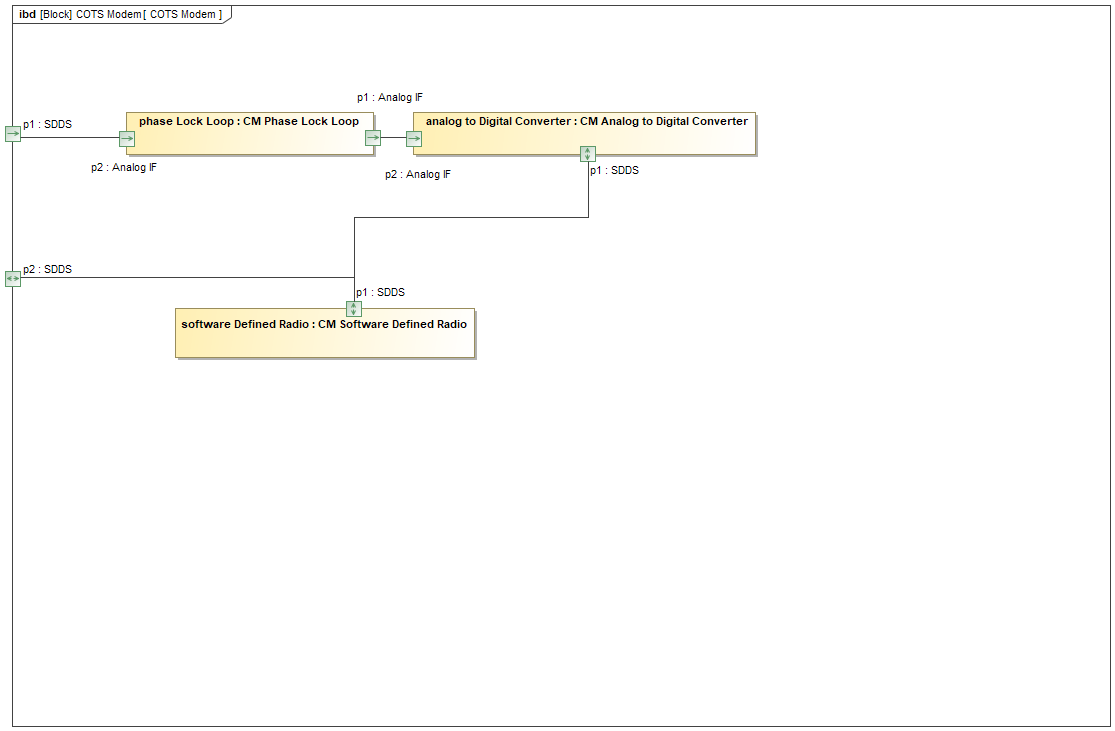 ibd [Block] COTS Modem [ COTS Modem ]
p1 : Analog IF
p1 : SDDS
phase Lock Loop : CM Phase Lock Loop
analog to Digital Converter : CM Analog to Digital Converter
p2 : Analog IF
p2 : Analog IF
p1 : SDDS
p2 : SDDS
p1 : SDDS
software Defined Radio : CM Software Defined Radio